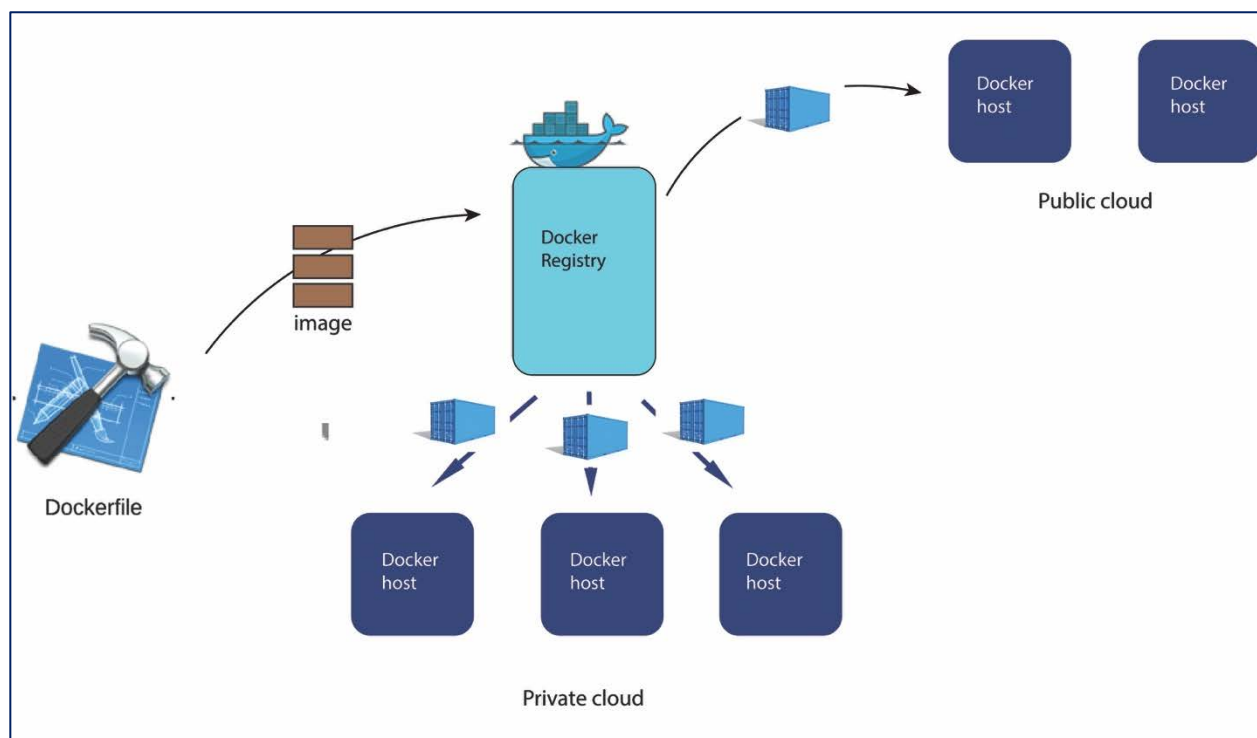 Docker
host
Docker
host
Public cloud
Docker
Registry
image
Dockerfile
Docker
host
Docker
host
Docker
host
Private cloud